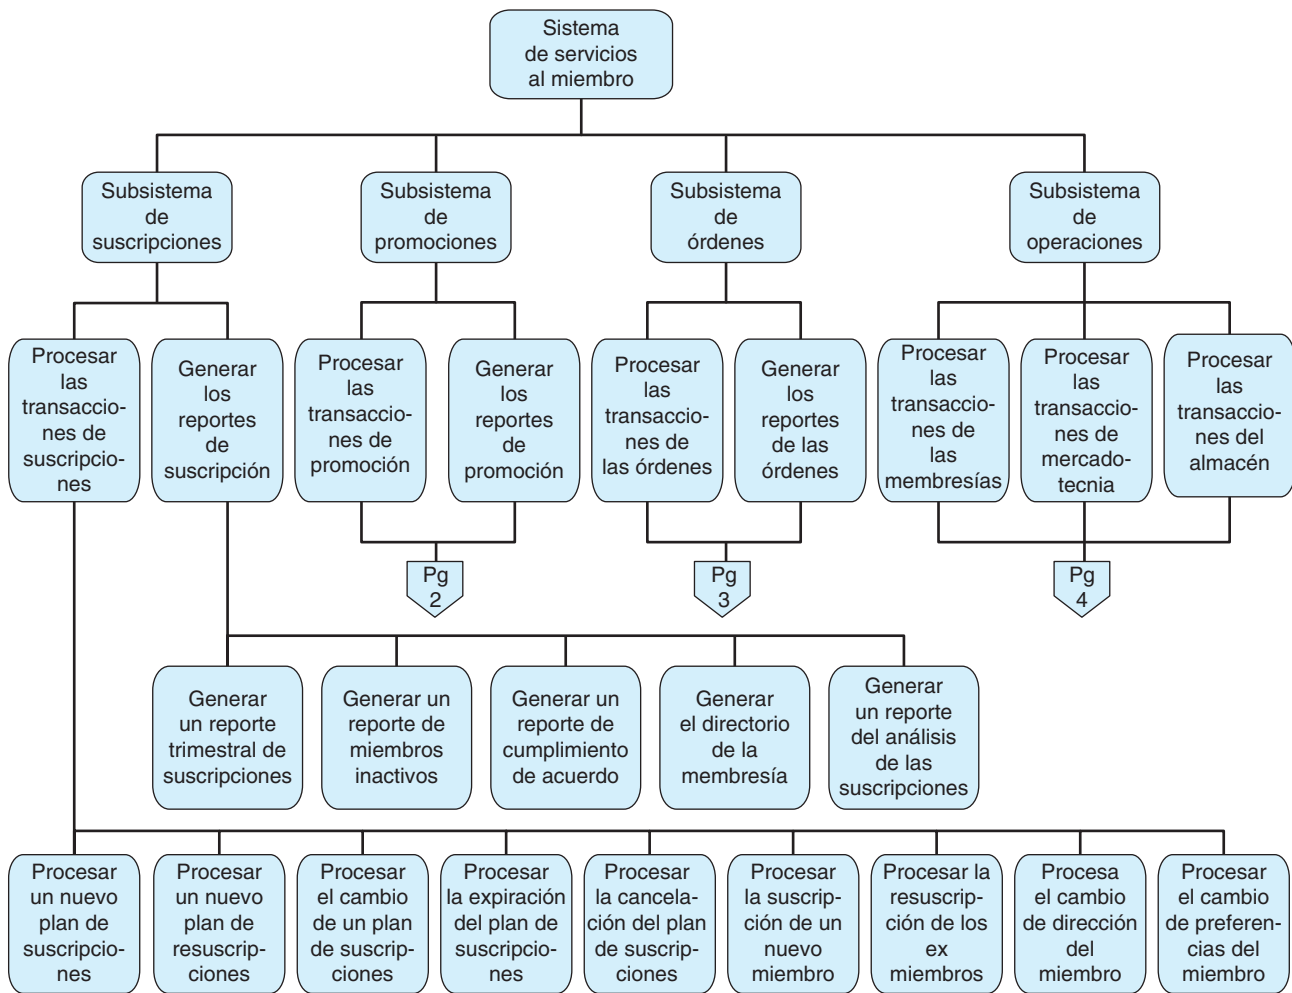 Sistema
de servicios
al miembro
Subsistema
de
suscripciones
Subsistema
de
promociones
Subsistema
de
órdenes
Subsistema
de
operaciones
Procesar
las
transaccio-
nes de
suscripcio-
nes
Generar
los
reportes
de
suscripción
Procesar
las
transaccio-
nes de
promoción
Generar
los
reportes
de
promoción
Procesar
las
transaccio-
nes de
las órdenes
Generar
los
reportes
de las
órdenes
Procesar
las
transaccio-
nes de
las
membresías
Procesar
las
transaccio-
nes de
mercado-
tecnia
Procesar
las
transaccio-
nes del
almacén
Pg
2
Pg
3
Pg
4
Generar
un reporte
trimestral de
suscripciones
Generar un
reporte de
miembros
inactivos
Generar un
reporte de
cumplimiento
de acuerdo
Generar
el directorio
de la
membresía
Generar
un reporte
del análisis
de las
suscripciones
Procesar
un nuevo
plan de
suscripcio-
nes
Procesar
un nuevo
plan de
resuscrip-
ciones
Procesar
el cambio
de un plan
de suscrip-
ciones
Procesar
la expiración
del plan de
suscripcio-
nes
Procesar
la cancela-
ción del plan
de suscrip-
ciones
Procesar
la suscrip-
ción de un
nuevo
miembro
Procesar la
resuscrip-
ción de los
ex
miembros
Procesa
el cambio
de dirección
del
miembro
Procesar
el cambio
de preferen-
cias del
miembro